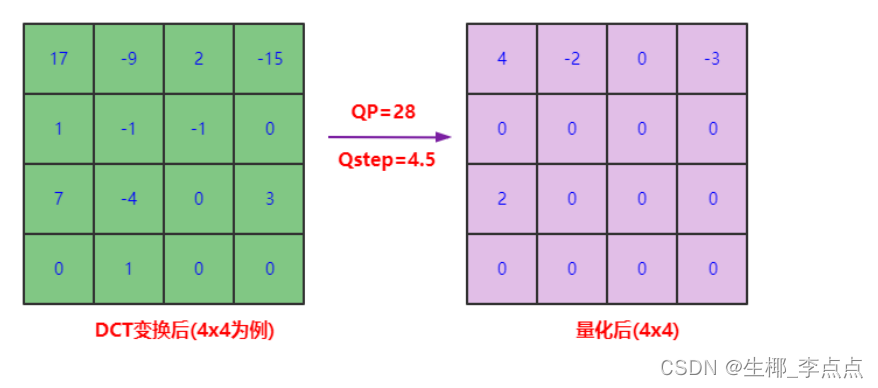 17 -9 2 -15
1 -1 -1 0
7 -4 0 3
0 1 0 0
DCT变换后(4x4为例)
QP=28
Qstep=4.5
4 -2 0 -3
0 0 0 0
2 0 0 0
0 0 0 0
量化后(4x4)
CSDN @生椰_李点点